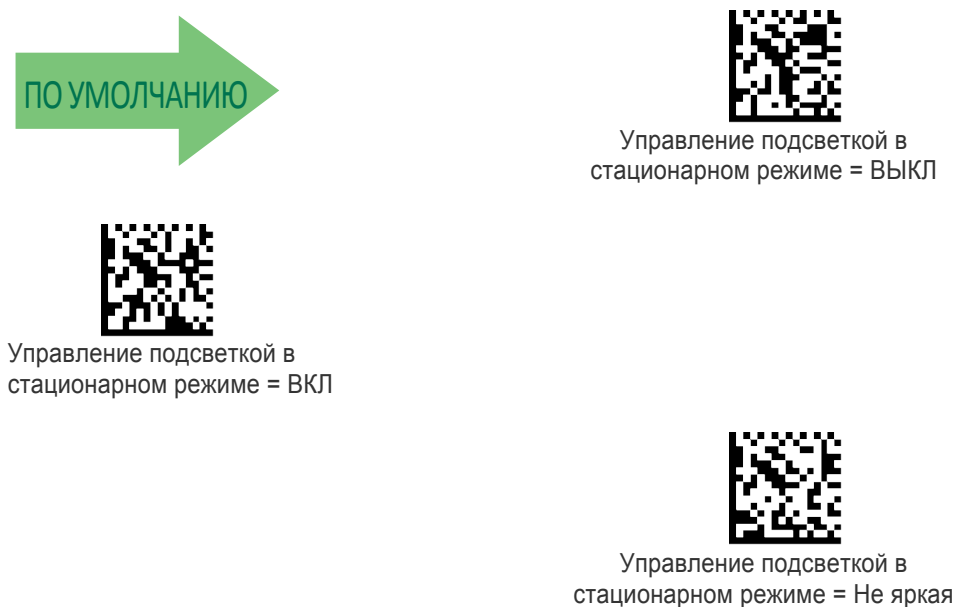 ПО УМОЛЧАНИЮ
Управление подсветкой в
стационарном режиме = ВЫКЛ
Управление подсветкой в
стационарном режиме = ВКЛ
Управление подсветкой в
стационарном режиме = Не яркая